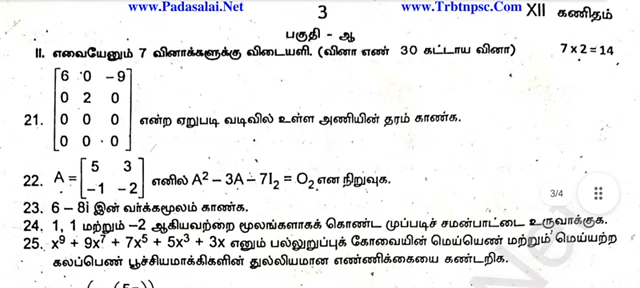 www.Padasalai.Net 3 www.Trbtnpsc.Com XII கணிதம்
பகுதி - ஆ
II. எவையேனும் 7 வினாக்களுக்கு விடையளி. (வினா எண் 30 கட்டாய வினா) 7 x 2 = 14
6 0 -9
0 2 0
21. 0 0 0 என்ற ஏறுபடி வடிவில் உள்ள அணியின் தரம் காண்க.
0 0 0
22. A = [5 3 -1 -2] எனில் A² – 3A – 7I₂ = O₂ என நிறுவுக.
3/4
23. 6 – 8i இன் வர்க்கமூலம் காண்க.
24. 1, 1 மற்றும் –2 ஆகியவற்றை மூலங்களாகக் கொண்ட முப்படிச் சமன்பாட்டை உருவாக்குக.
25. x⁹ + 9x⁷ + 7x⁵ + 5x³ + 3x எனும் பல்லுறுப்புக் கோவையின் மெய்யெண் மற்றும் மெய்யற்ற
கலப்பெண் பூச்சியமாக்கிகளின் துல்லியமான எண்ணிக்கையை கண்டறிக.